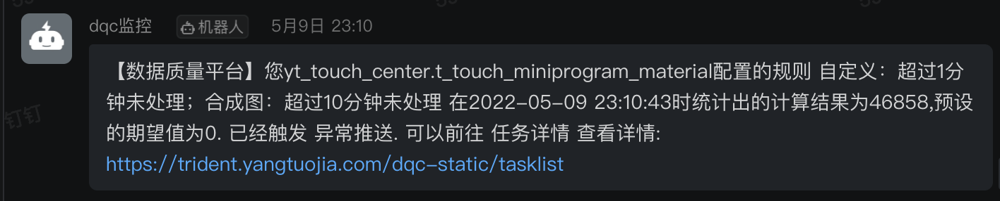 dqc监控 机器人 5月9日 23:10
【数据质量平台】您yt_touch_center.t_touch_miniprogram_material配置的规则 自定义：超过1分
钟未处理；合成图：超过10分钟未处理 在2022-05-09 23:10:43时统计出的计算结果为46858,预设
的期望值为0. 已经触发 异常推送. 可以前往 任务详情 查看详情:
https://trident.yangtuojia.com/dqc-static/tasklist
钉钉